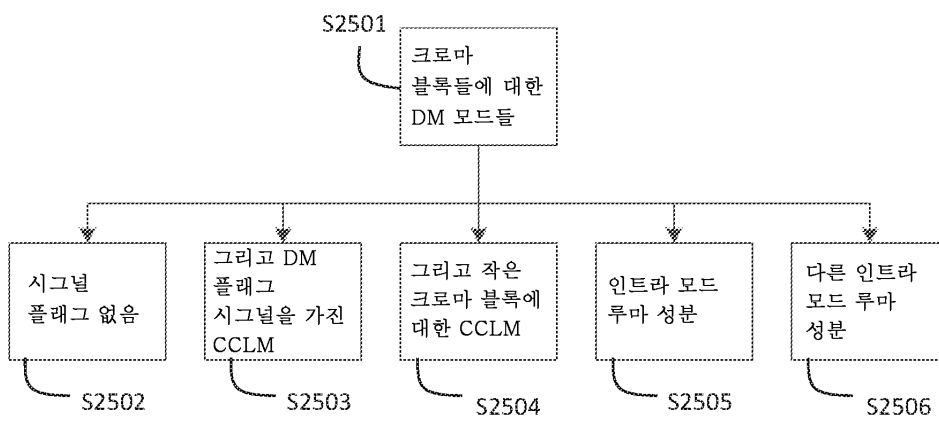 S2501
크로마
블록들에 대한
DM 모드들
시그널
플래그 없음
그리고 DM
플래그
시그널을 가진
CCLM
그리고 작은
크로마 블록에
대한 CCLM
인트라 모드
루마 성분
다른 인트라
모드 루마
성분
S2502
S2503
S2504
S2505
S2506